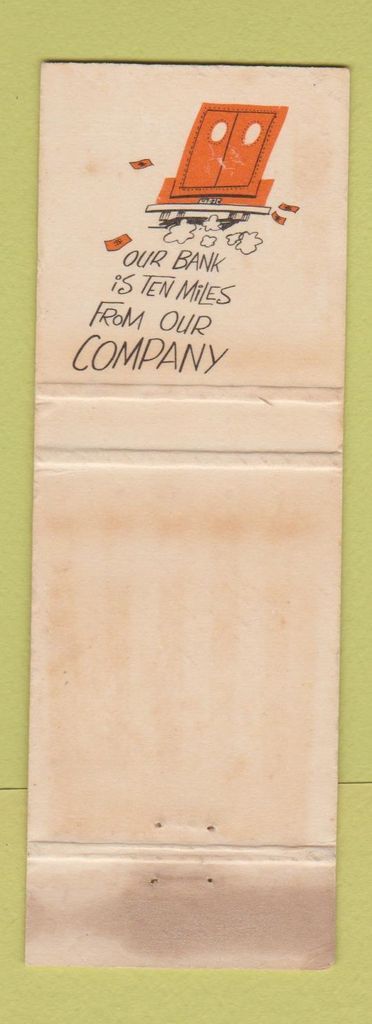 OUR BANK
iS TEN MiLES
FROM OUR
COMPANY